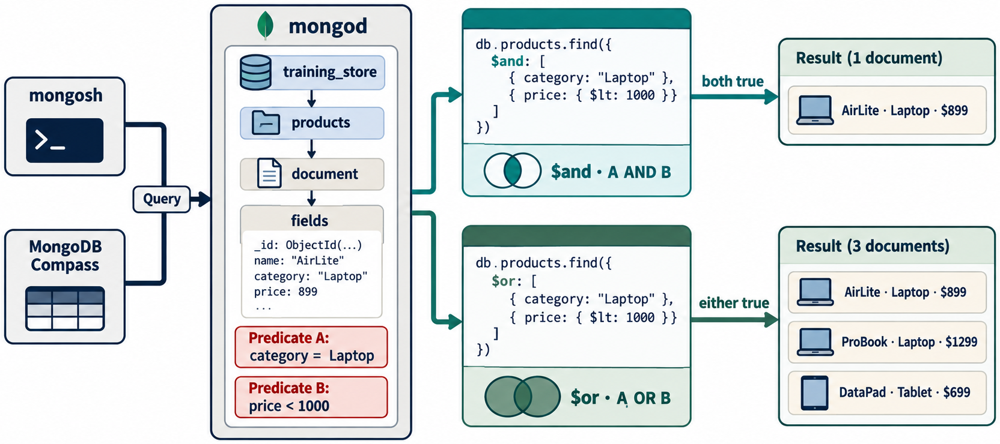 mongosh
>_
MongoDB
Compass
Query
mongod
training_store
products
document
fields
_id: ObjectId(...)
name: "AirLite"
category: "Laptop"
price: 899
...
Predicate A:
category = Laptop
Predicate B:
price < 1000
db.products.find({
$and: [
{ category: "Laptop" },
{ price: { $lt: 1000 }}
]
})
$and · A AND B
both true
Result (1 document)
AirLite · Laptop · $899
db.products.find({
$or: [
{ category: "Laptop" },
{ price: { $lt: 1000 }}
]
})
$or · A OR B
either true
Result (3 documents)
AirLite · Laptop · $899
ProBook · Laptop · $1299
DataPad · Tablet · $699